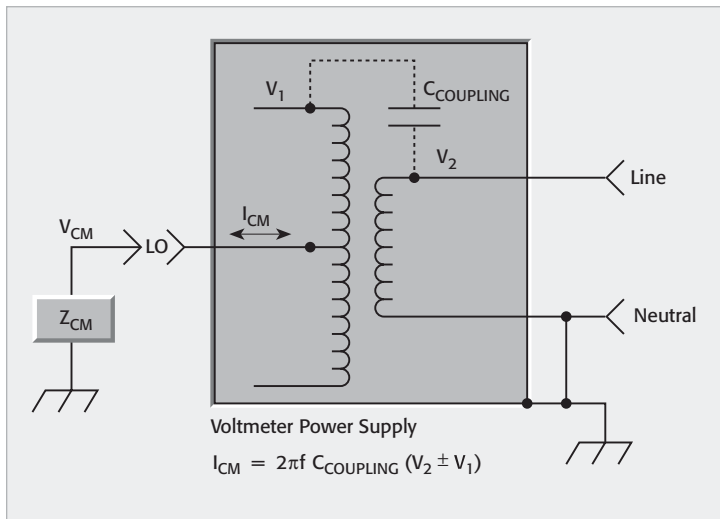 V1
CCOUPLING
V2
Line
ICM
VCM
LO
ZCM
Neutral
Voltmeter Power Supply
ICM = 2πf CCOUPLING (V2 ± V1)